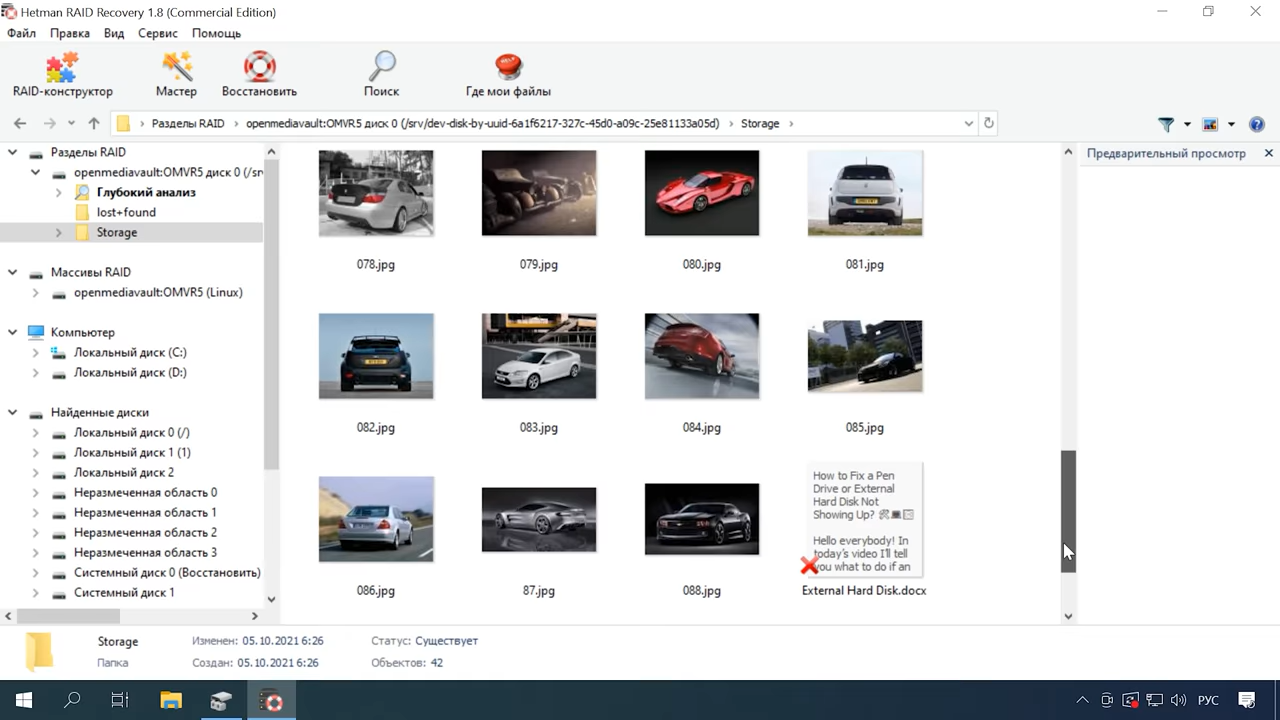 Hetman RAID Recovery 1.8 (Commercial Edition)
Файл Правка Вид Сервис Помощь
RAID-конструктор Мастер Восстановить Поиск Где мои файлы
Разделы RAID openmediavault:OMVR5 диск 0 (/srv/dev-disk-by-uuid-6a1f6217-327c-45d0-a09c-25e81133a05d) Storage
Разделы RAID
openmediavault:OMVR5 диск 0 (/sr
Глубокий анализ
lost+found
Storage
Массивы RAID
openmediavault:OMVR5 (Linux)
Компьютер
Локальный диск (C:)
Локальный диск (D:)
Найденные диски
Локальный диск 0 (/)
Локальный диск 1 (1)
Локальный диск 2
Неразмеченная область 0
Неразмеченная область 1
Неразмеченная область 2
Неразмеченная область 3
Системный диск 0 (Восстановить)
Системный диск 1
078.jpg 079.jpg 080.jpg 081.jpg
082.jpg 083.jpg 084.jpg 085.jpg
How to Fix a Pen
Drive or External
Hard Disk Not
Showing Up?
Hello everybody! In
today's video I'll tell
you what to do if an
086.jpg 87.jpg 088.jpg External Hard Disk.docx
Предварительный просмотр
Storage Изменен: 05.10.2021 6:26 Статус: Существует
Папка Создан: 05.10.2021 6:26 Объектов: 42
РУС